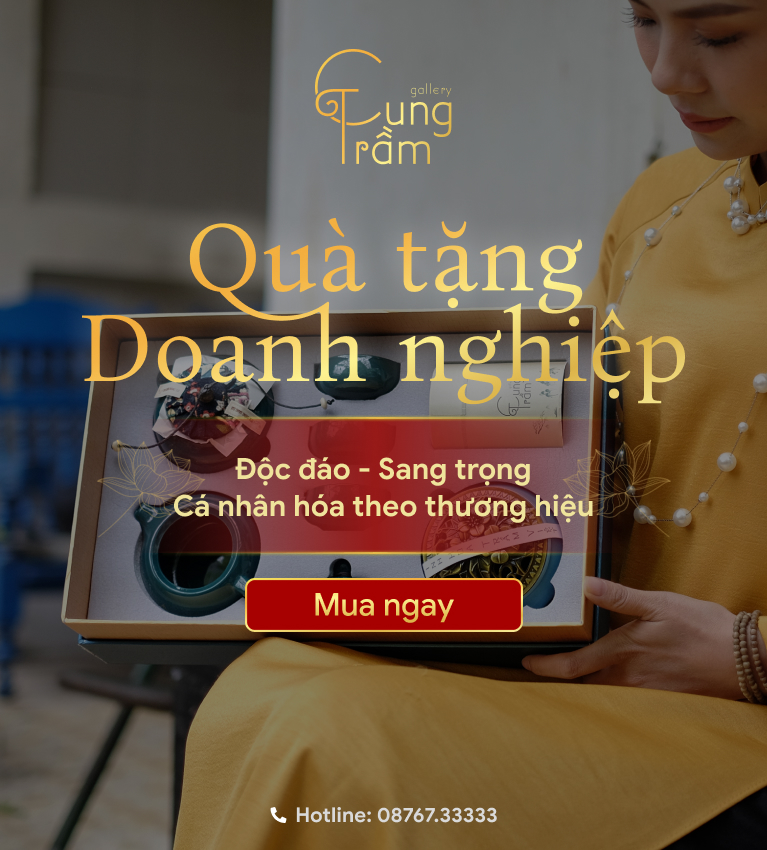 gallery
Cung
Trầm
Quà tặng
Doanh nghiệp
Độc đáo - Sang trọng
Cá nhân hóa theo thương hiệu
Mua ngay
Hotline: 08767.33333